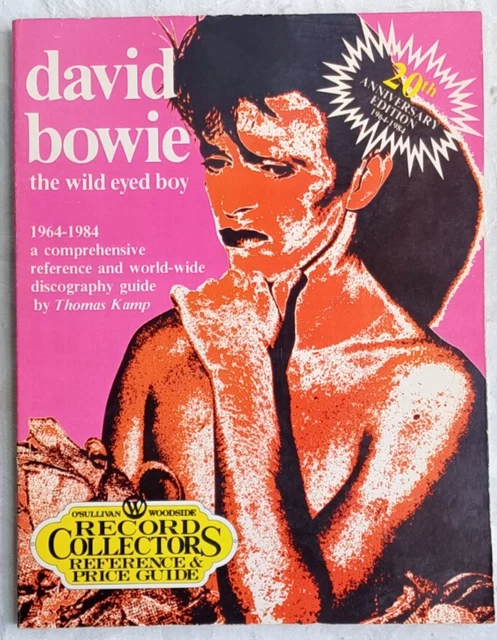 david
bowie
the wild eyed boy
20th
ANNIVERSARY
EDITION
1964-1984
1964-1984
a comprehensive
reference and world-wide
discography guide
by Thomas Kamp
O'SULLIVAN W WOODSIDE
RECORD
COLLECTORS
REFERENCE &
PRICE GUIDE